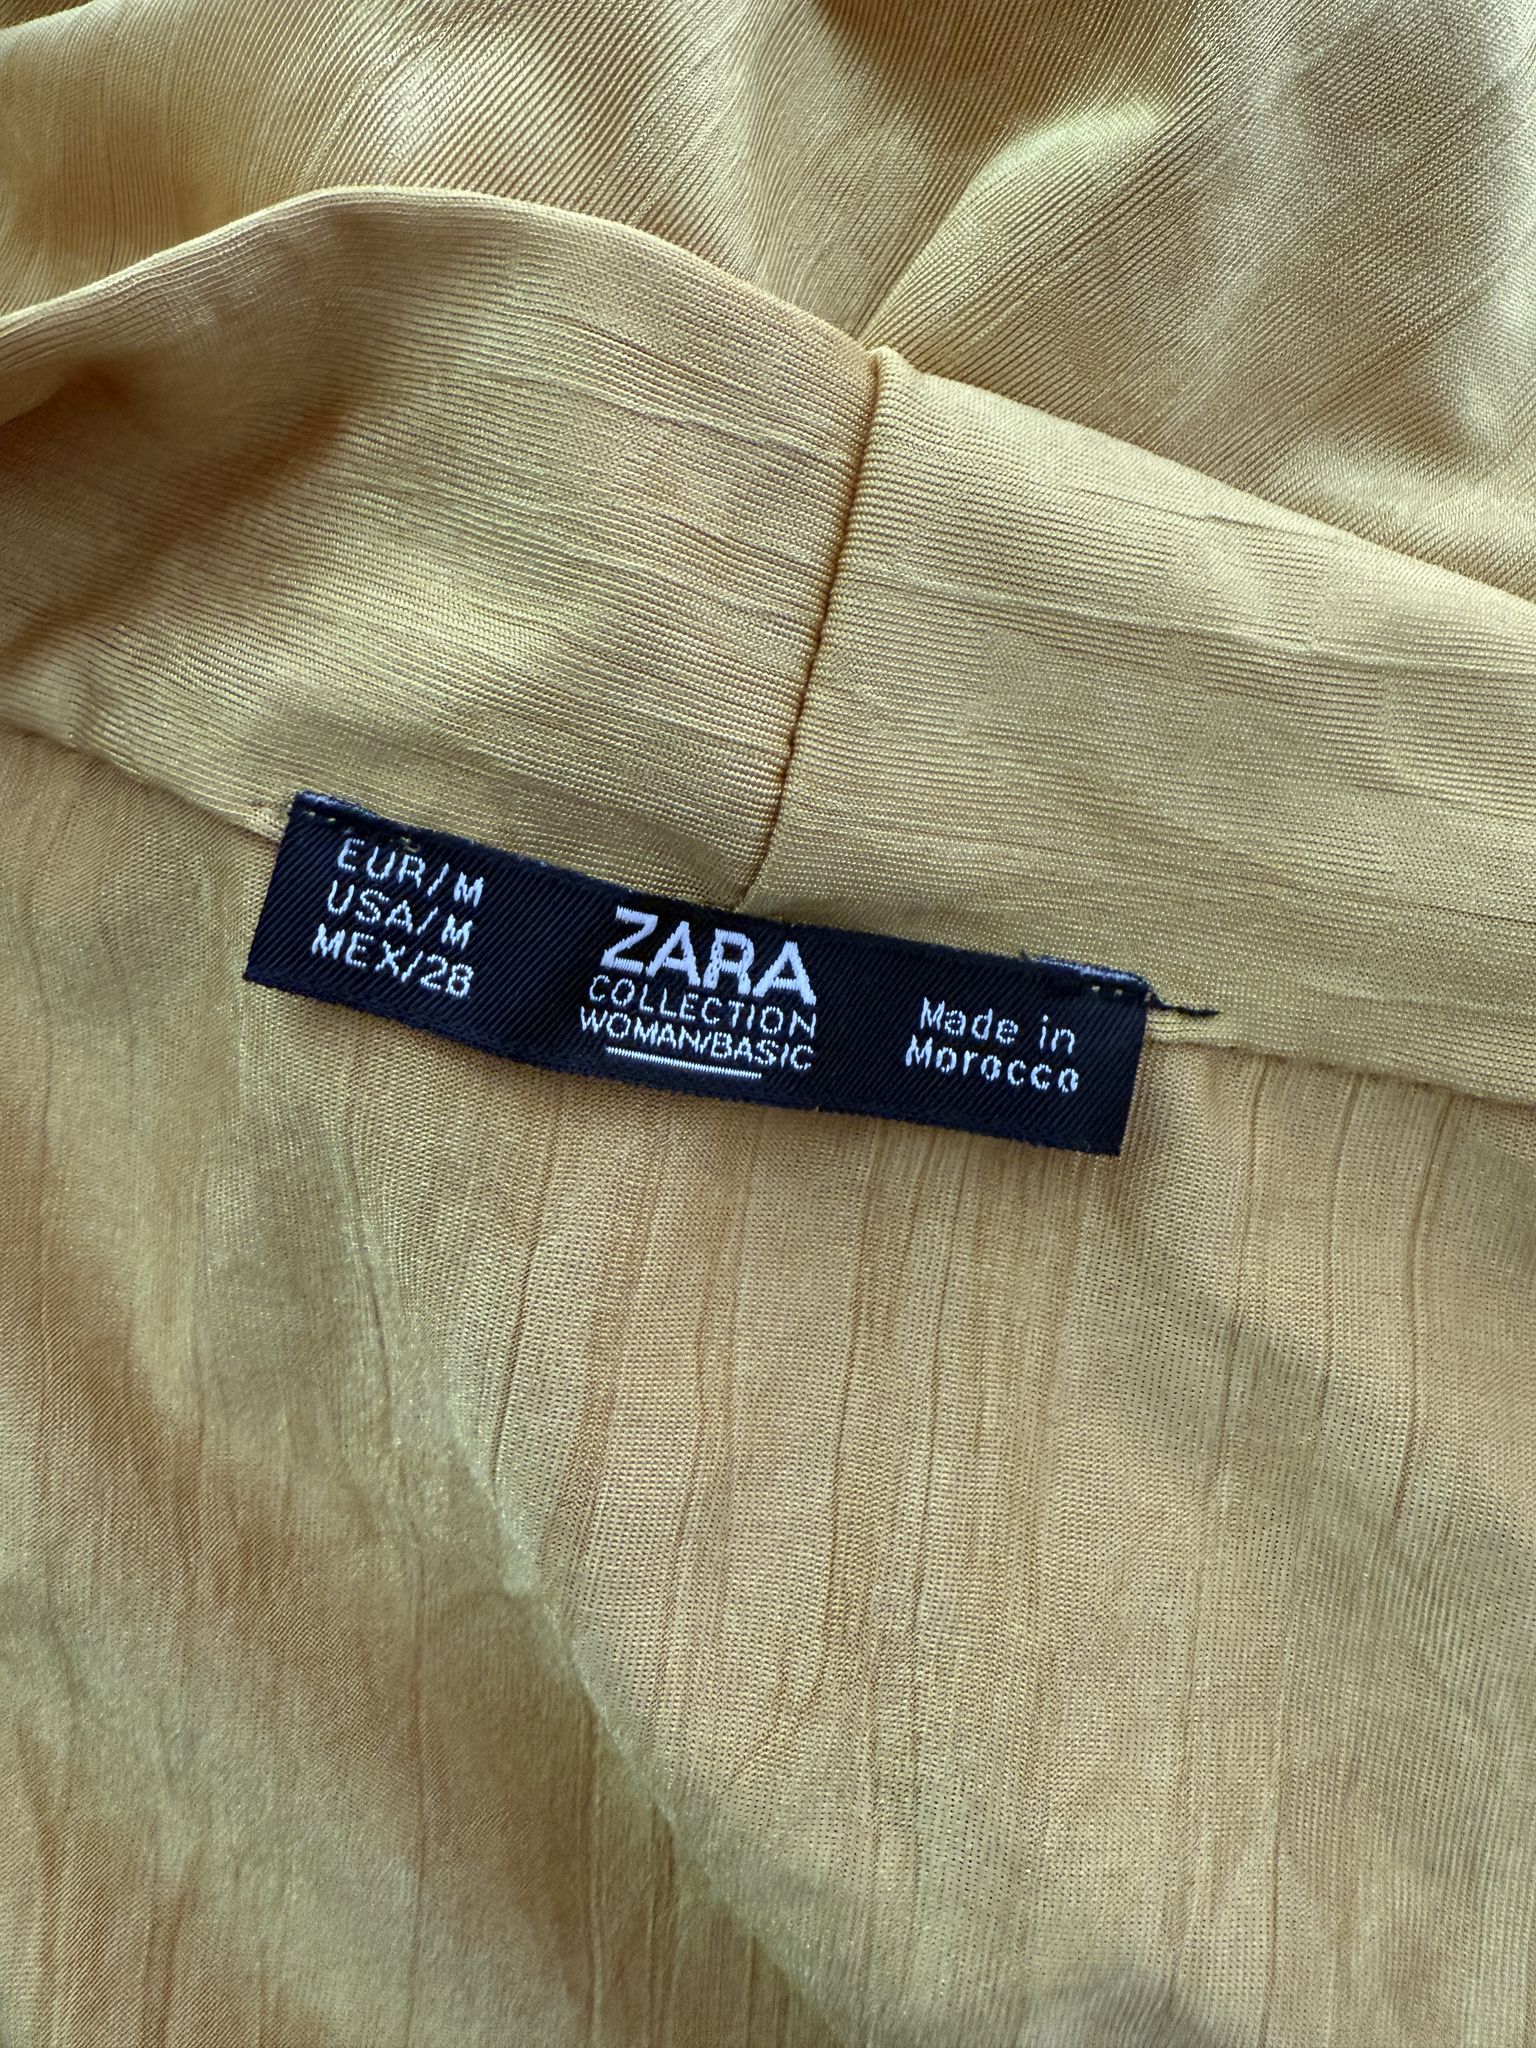 EUR/M
USA/M
MEX/28
ZARA
COLLECTION
WOMAN/BASIC
Made in
Morocco